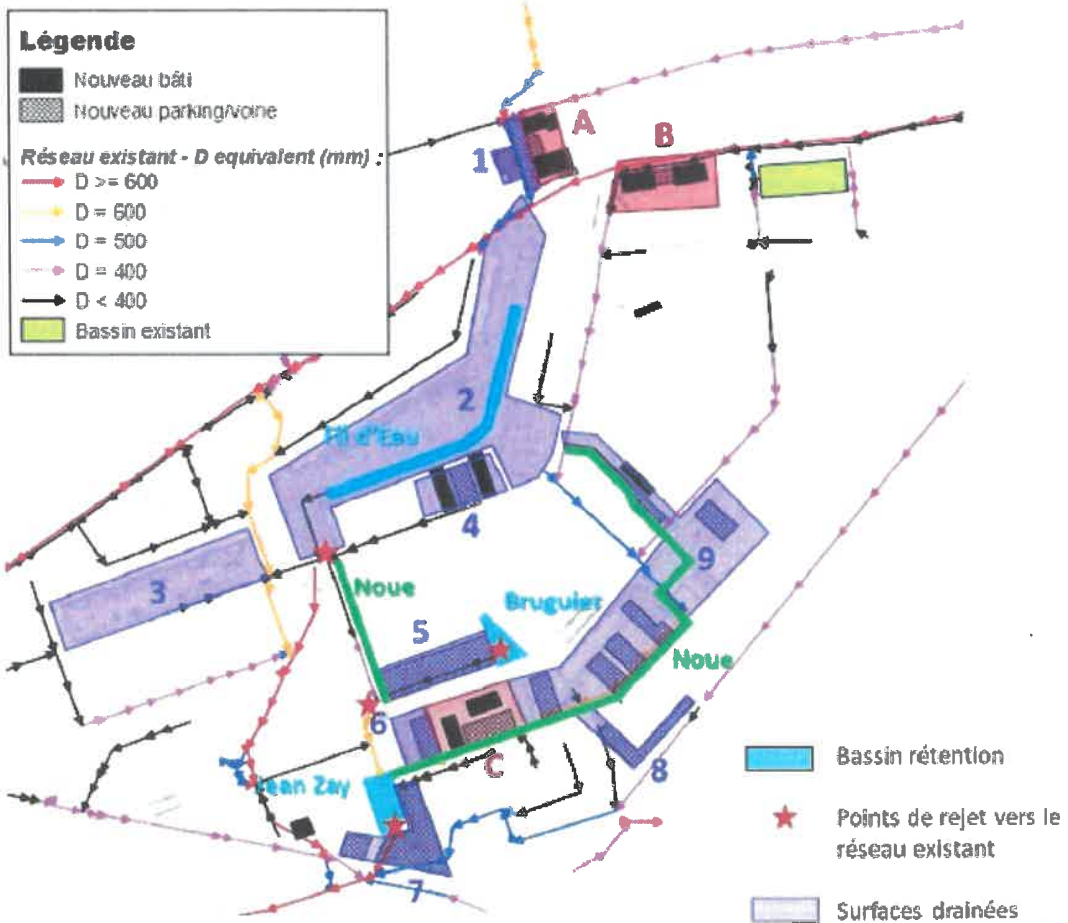 Légende
Nouveau bâti
Nouveau parking/voirie
Réseau existant - D equivalent (mm) :
D >= 600
D = 600
D = 500
D = 400
D < 400
Bassin existant
A
B
1
2
Fil d'Eau
4
3
9
Noue
Bruguier
5
Noue
6
C
8
Jean Zay
7
Bassin rétention
Points de rejet vers le
réseau existant
Surfaces drainées